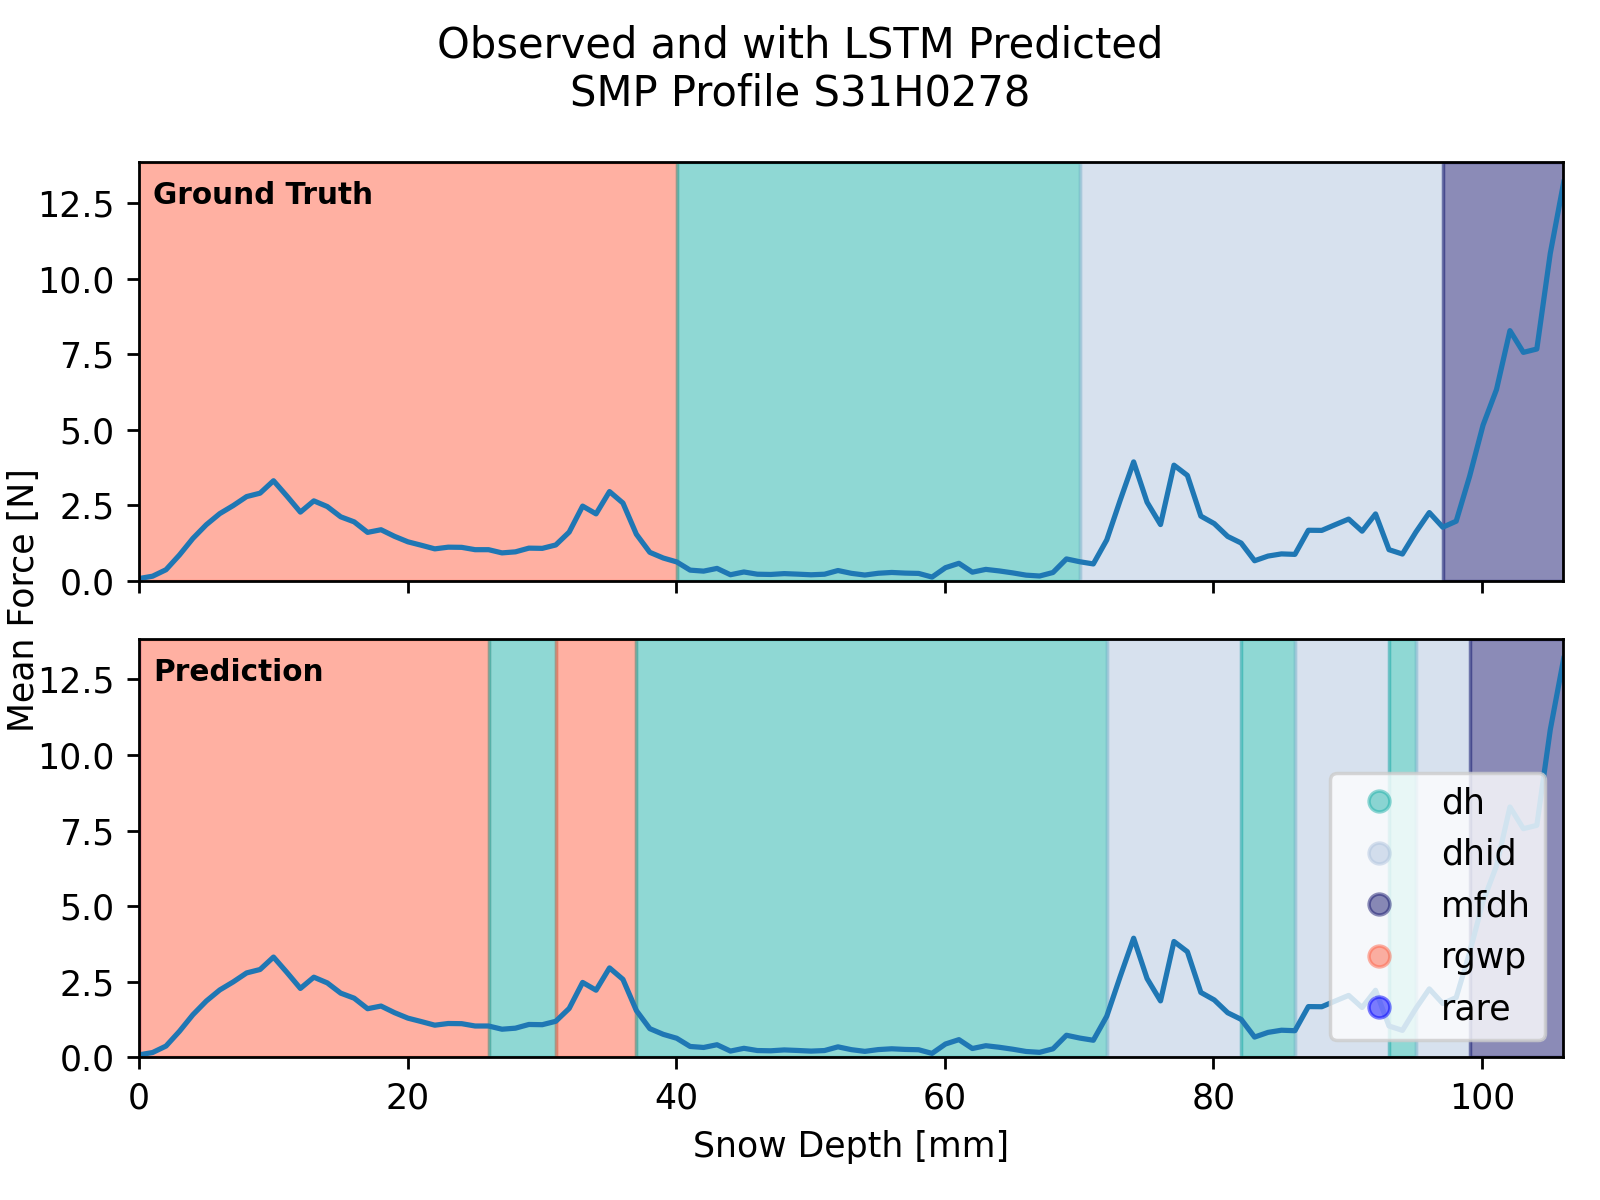 Observed and with LSTM Predicted
SMP Profile S31H0278
Mean Force [N]
Ground Truth
12.5
10.0
7.5
5.0
2.5
0.0
Prediction
12.5
10.0
7.5
5.0
2.5
0.0
dh
dhid
mfdh
rgwp
rare
0 20 40 60 80 100
Snow Depth [mm]